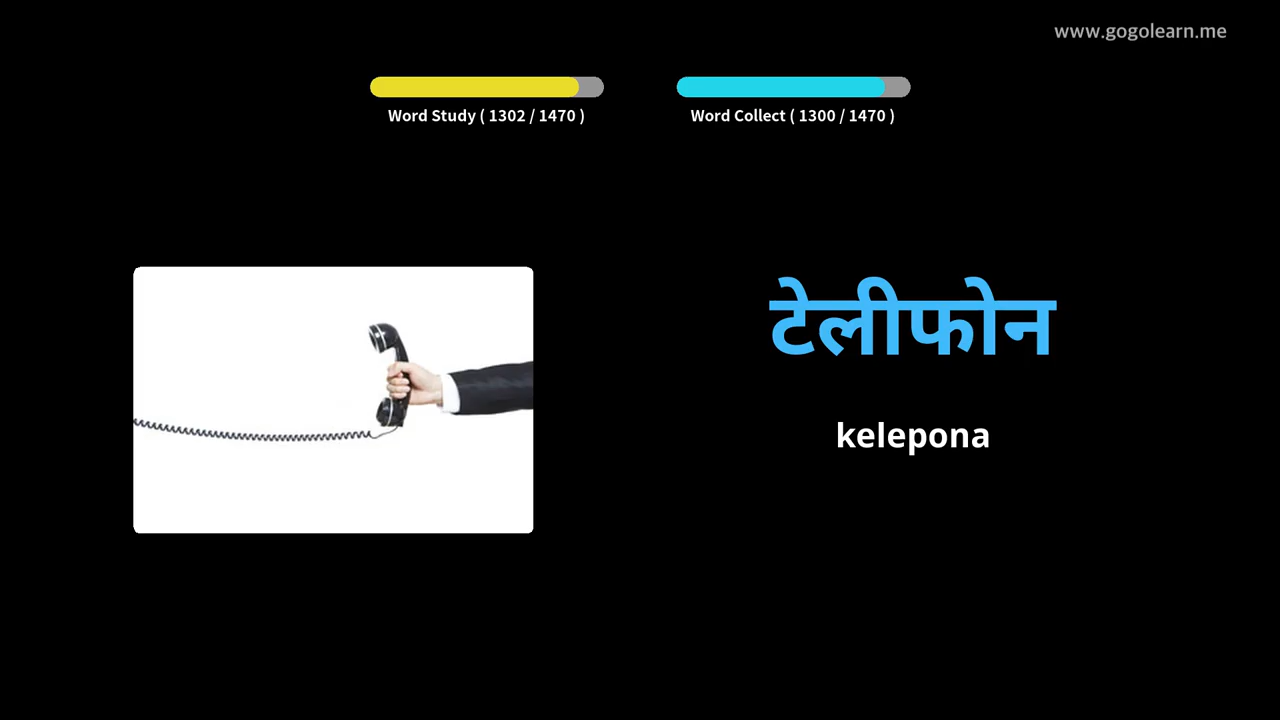 www.gogolearn.me
Word Study ( 1302 / 1470 )
Word Collect ( 1300 / 1470 )
टेलीफोन
kelepona